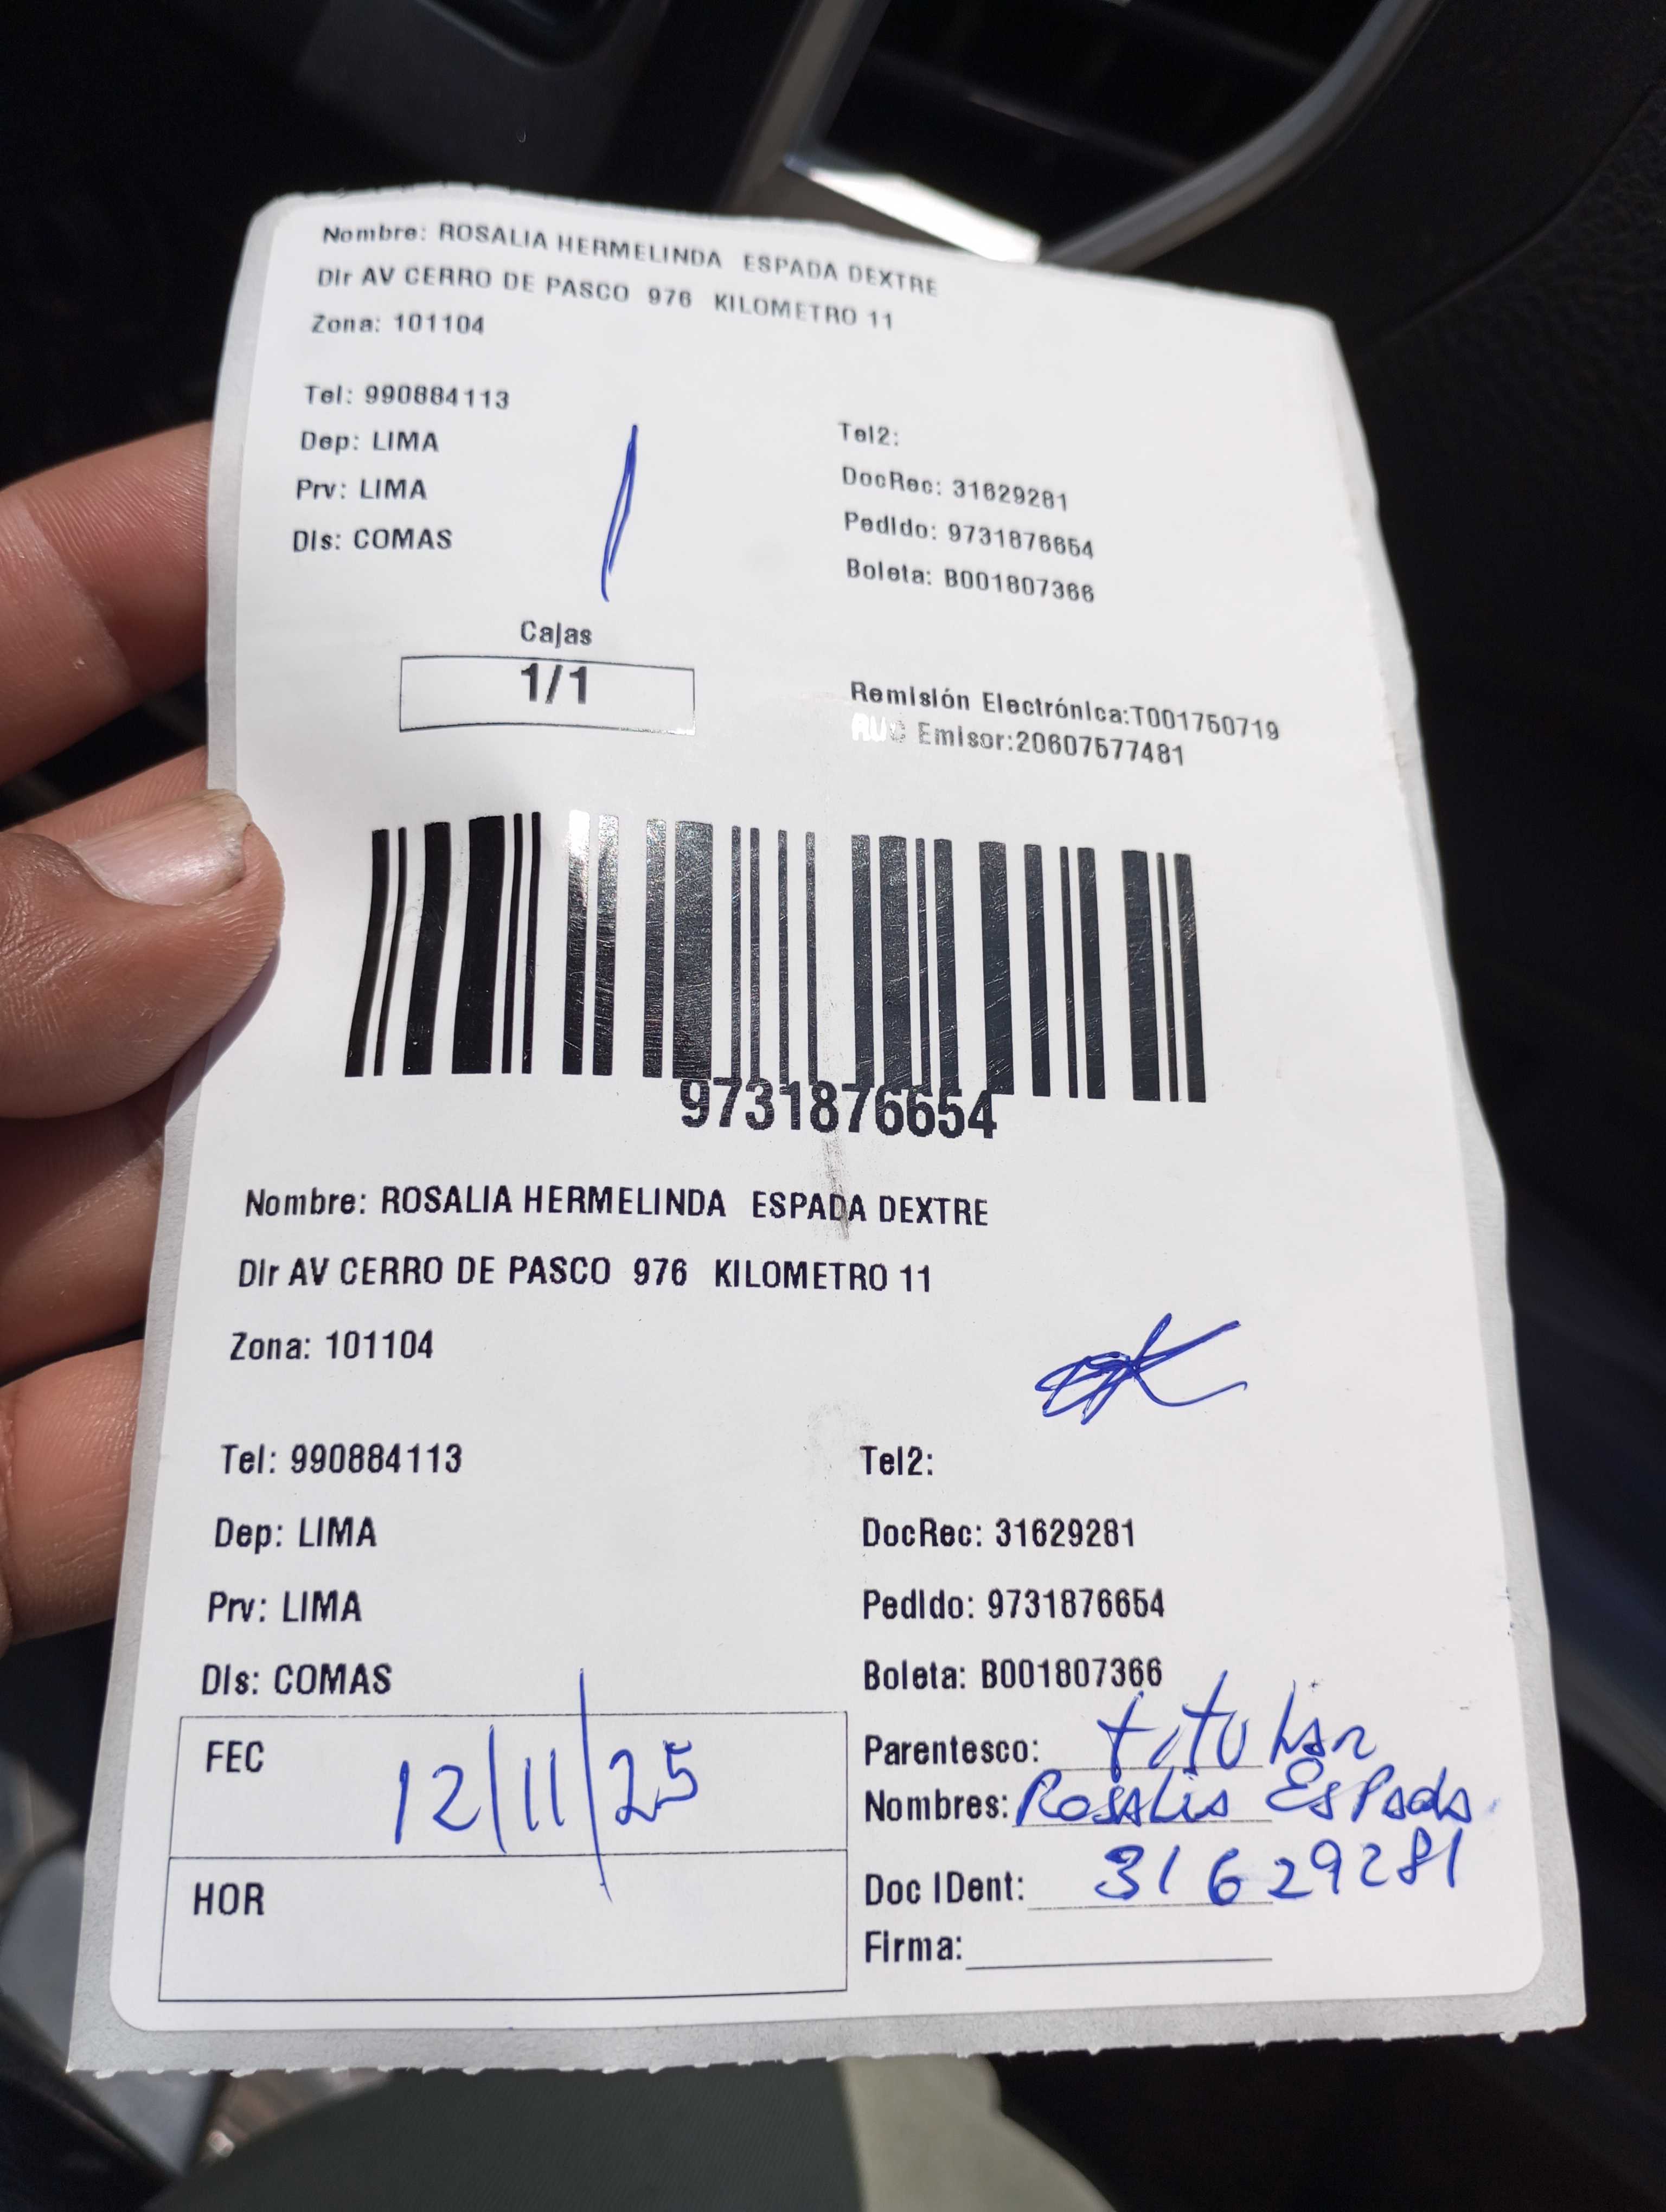 Nombre: ROSALIA HERMELINDA ESPADA DEXTRE
Dir AV CERRO DE PASCO 976 KILOMETRO 11
Zona: 101104
Tel: 990884113
Tel2:
Dep: LIMA
DocRec: 31629281
Prv: LIMA
Pedido: 9731876654
Dis: COMAS
Boleta: B001807366
Cajas
1/1
Remisión Electrónica:T001750719
RUC Emisor:20607577481
9731876654
Nombre: ROSALIA HERMELINDA ESPADA DEXTRE
Dir AV CERRO DE PASCO 976 KILOMETRO 11
Zona: 101104
Tel: 990884113
Tel2:
Dep: LIMA
DocRec: 31629281
Prv: LIMA
Pedido: 9731876654
Dis: COMAS
Boleta: B001807366
FEC 12/11/25
Parentesco: titular
Nombres: Rosalia Espada
HOR
Doc IDent: 31629281
Firma: